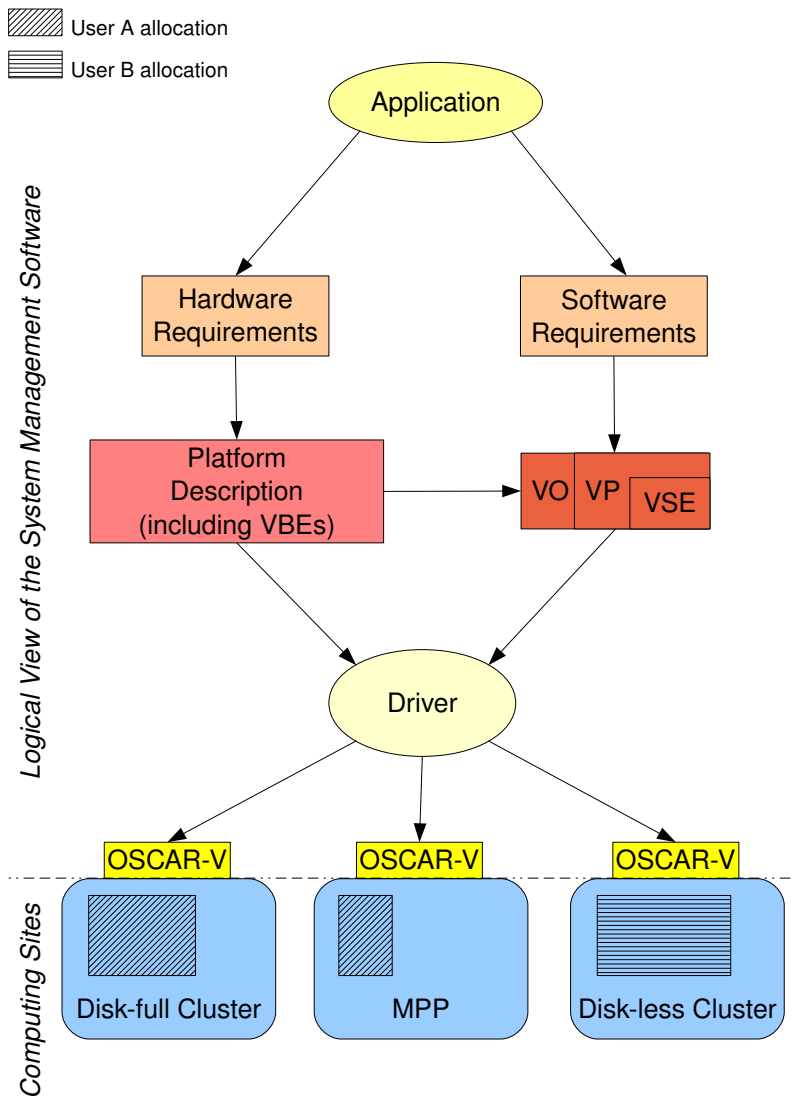 User A allocation
User B allocation
Application
Logical View of the System Management Software
Hardware
Requirements
Software
Requirements
Platform
Description
(including VBEs)
VO
VP
VSE
Driver
OSCAR-V
OSCAR-V
OSCAR-V
Computing Sites
Disk-full Cluster
MPP
Disk-less Cluster